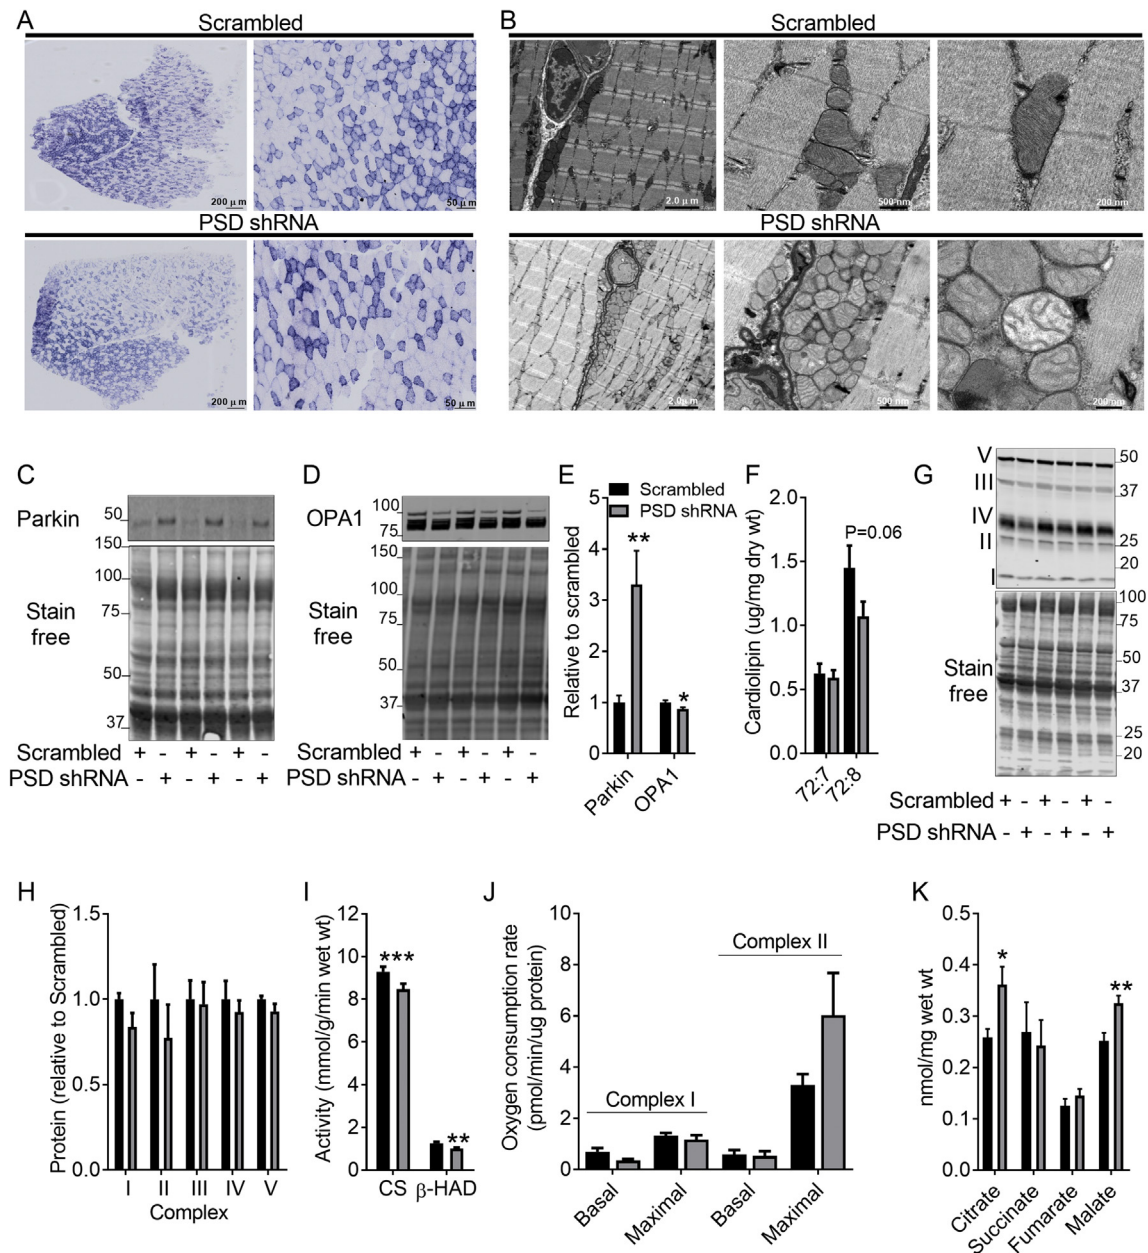 A
Scrambled
200 μm
50 μm
PSD shRNA
200 μm
50 μm
B
Scrambled
2.0 μm
500 nm
200 nm
PSD shRNA
2.0 μm
500 nm
200 nm
C
Parkin
50
150
100
75
50
37
Stain
free
Scrambled + - + - + -
PSD shRNA - + - + - +
D
OPA1
100
75
150
100
75
50
37
Stain
free
Scrambled + - + - + -
PSD shRNA - + - + - +
E
Scrambled
PSD shRNA
Relative to scrambled
5
4
3
2
1
0
**
*
Parkin
OPA1
F
Cardiolipin (ug/mg dry wt)
2.0
1.5
1.0
0.5
0.0
P=0.06
72:7
72:8
G
V
III
IV
II
I
50
37
25
20
Stain
free
100
50
37
25
20
Scrambled + - + - + -
PSD shRNA - + - + - +
H
Protein (relative to Scrambled)
1.5
1.0
0.5
0.0
I II III IV V
Complex
I
Activity (mmol/g/min wet wt)
12
10
8
6
4
2
0
***
**
CS β-HAD
J
Oxygen consumption rate
(pmol/min/ug protein)
10
8
6
4
2
0
Complex I
Complex II
Basal
Maximal
Basal
Maximal
K
nmol/mg wet wt
0.5
0.4
0.3
0.2
0.1
0.0
*
**
Citrate
Succinate
Fumarate
Malate